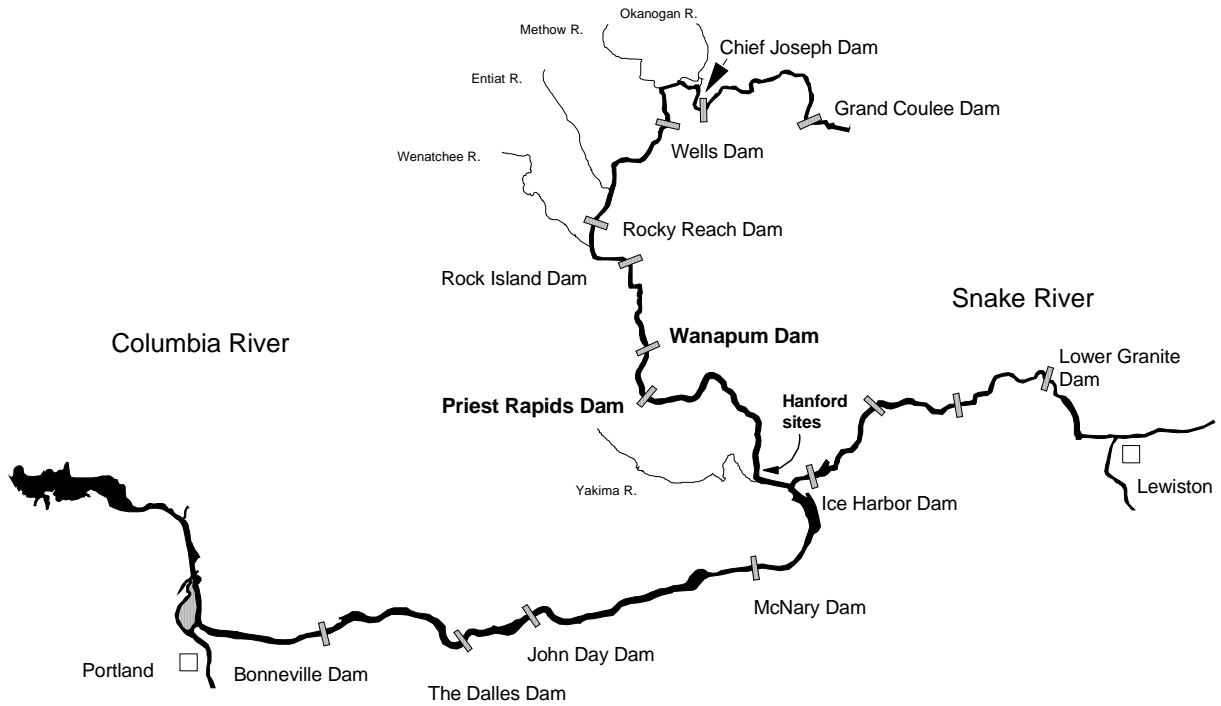 Okanogan R.
Methow R.
Chief Joseph Dam
Entiat R.
Grand Coulee Dam
Wells Dam
Wenatchee R.
Rocky Reach Dam
Rock Island Dam
Snake River
Columbia River
Wanapum Dam
Lower Granite
Dam
Priest Rapids Dam
Hanford
sites
Yakima R.
Ice Harbor Dam
Lewiston
McNary Dam
John Day Dam
Portland
Bonneville Dam
The Dalles Dam